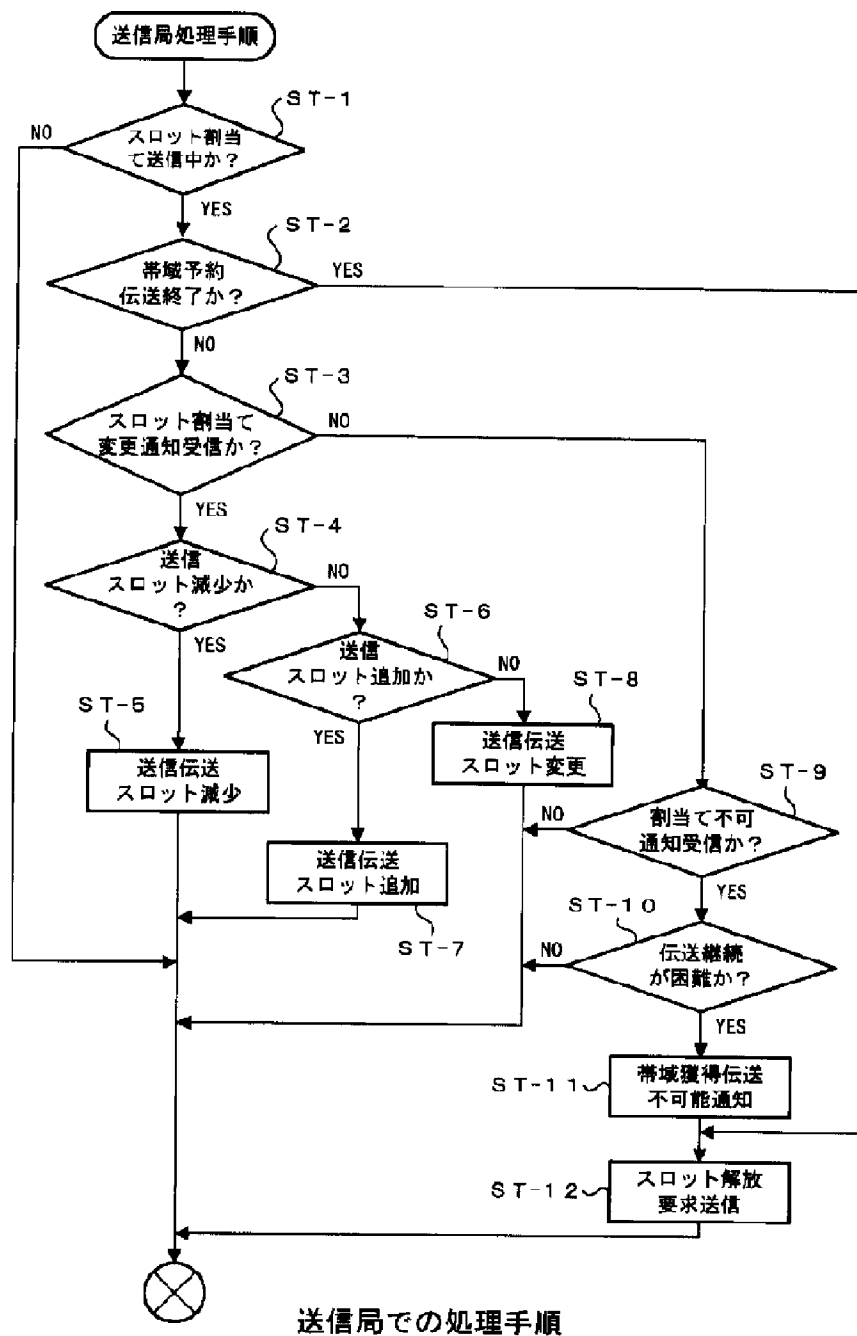 送信局処理手順
ST-1
NO
スロット割当
て送信中か？
YES
ST-2
帯域予約
伝送終了か？
YES
NO
ST-3
スロット割当て
変更通知受信か？
NO
YES
ST-4
送信
スロット減少か
？
NO
YES
ST-6
送信
スロット追加か
？
NO
YES
ST-5
送信伝送
スロット減少
ST-8
送信伝送
スロット変更
ST-9
割当て不可
通知受信か？
NO
YES
送信伝送
スロット追加
ST-7
ST-10
伝送継続
が困難か？
NO
YES
ST-11
帯域獲得伝送
不可能通知
ST-12
スロット解放
要求送信
送信局での処理手順